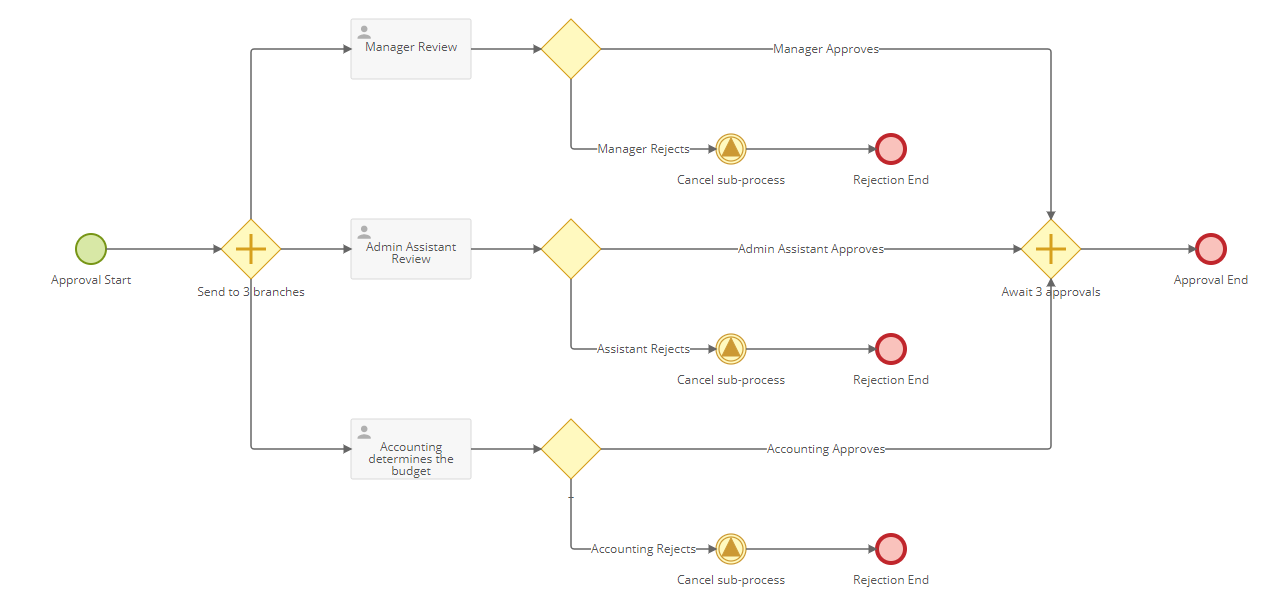 Manager Review
Manager Approves
Manager Rejects
Cancel sub-process
Rejection End
Approval Start
Send to 3 branches
Admin Assistant
Review
Admin Assistant Approves
Await 3 approvals
Approval End
Assistant Rejects
Cancel sub-process
Rejection End
Accounting
determines the
budget
Accounting Approves
Accounting Rejects
Cancel sub-process
Rejection End